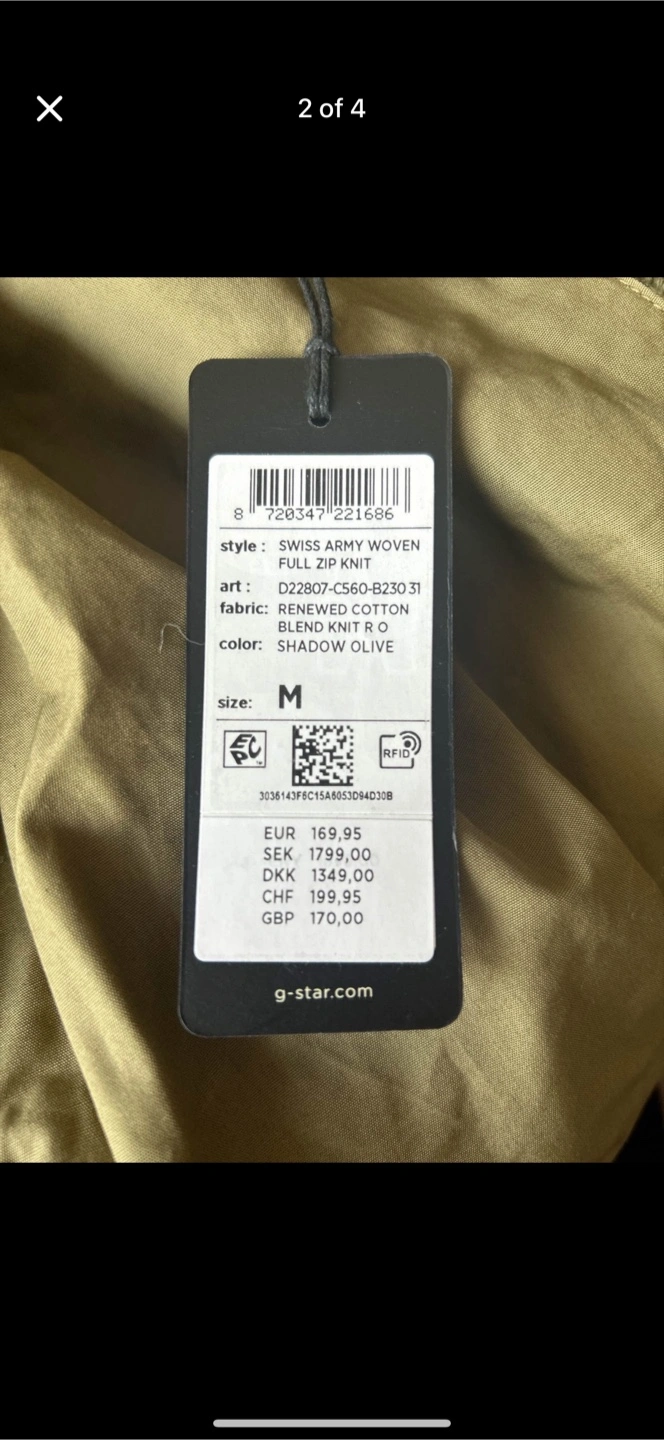 2 of 4
8 720347 221686
style : SWISS ARMY WOVEN
FULL ZIP KNIT
art : D22807-C560-B230 31
fabric: RENEWED COTTON
BLEND KNIT R O
color: SHADOW OLIVE
size: M
EPC
RFID
3036143F6C15A6053D94D30B
EUR 169,95
SEK 1799,00
DKK 1349,00
CHF 199,95
GBP 170,00
g-star.com